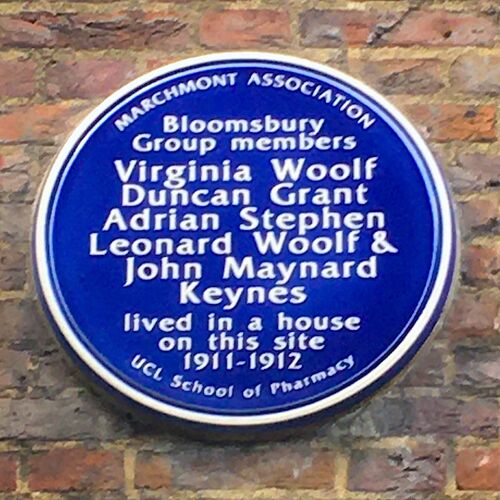 MARCHMONT ASSOCIATION
Bloomsbury
Group members
Virginia Woolf
Duncan Grant
Adrian Stephen
Leonard Woolf &
John Maynard
Keynes
lived in a house
on this site
1911-1912
UCL School of Pharmacy